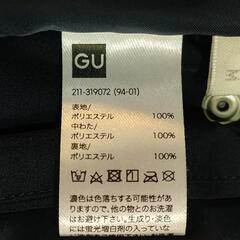 GU
211-319072 (94-01)
表地/
ポリエステル 100%
中わた/
ポリエステル 100%
裏地/
ポリエステル 100%
濃色は色落ちする可能性があり
ますので、他の物とのお洗濯
はお避け下さい。生成り・淡色
には蛍光増白剤の入ってい